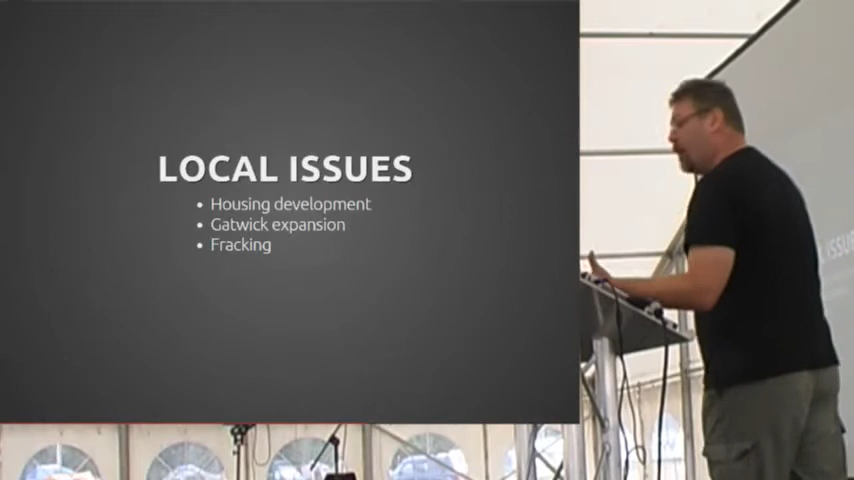 LOCAL ISSUES
• Housing development
• Gatwick expansion
• Fracking